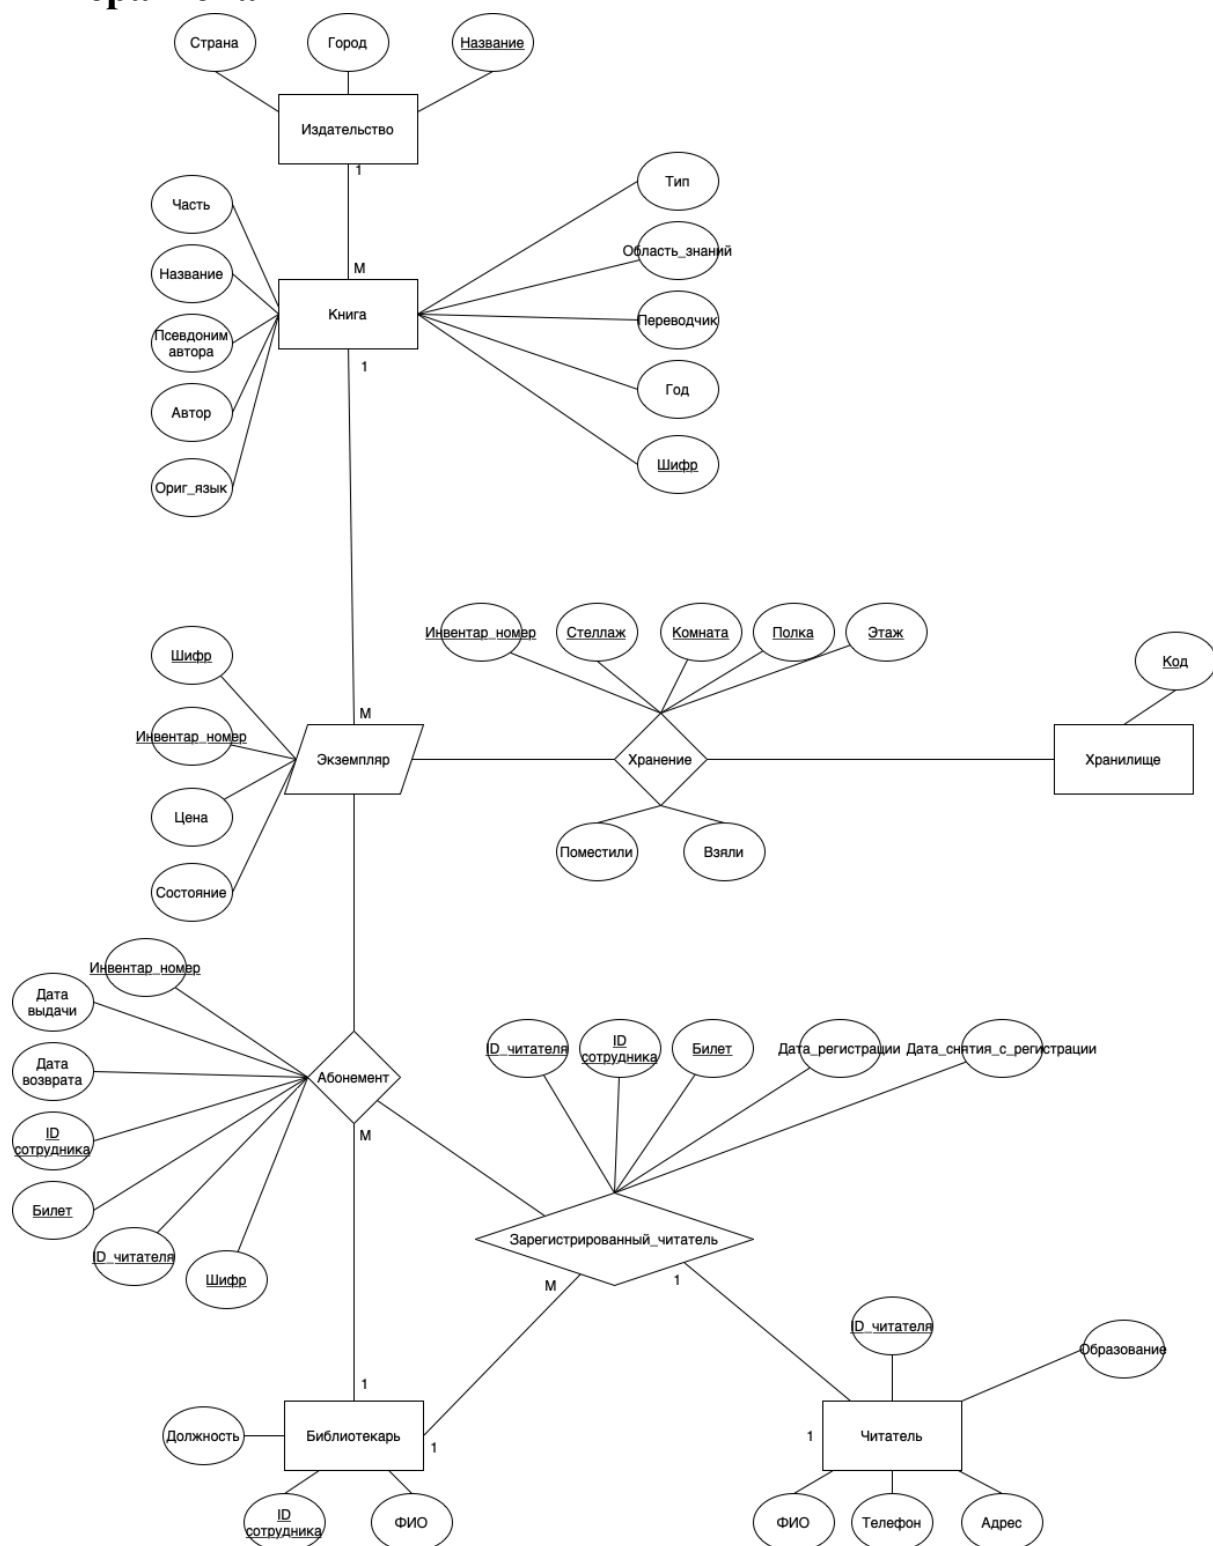 Страна
Город
Название
Издательство
1
Тип
Часть
Область_знаний
Название
М
Книга
Переводчик
Псевдоним
автора
1
Год
Автор
Шифр
Ориг_язык
Инвентар_номер
Стеллаж
Комната
Полка
Этаж
Шифр
Код
М
Инвентар_номер
Экземпляр
Хранение
Хранилище
Цена
Поместили
Взяли
Состояние
Инвентар_номер
Дата
выдачи
ID_читателя
ID
сотрудника
Билет
Дата_регистрации
Дата_снятия_с_регистрации
Дата
возврата
Абонемент
М
ID
сотрудника
Билет
ID_читателя
Шифр
Зарегистрированный_читатель
М
1
ID_читателя
Образование
1
Должность
Библиотекарь
1
1
Читатель
ID
сотрудника
ФИО
ФИО
Телефон
Адрес